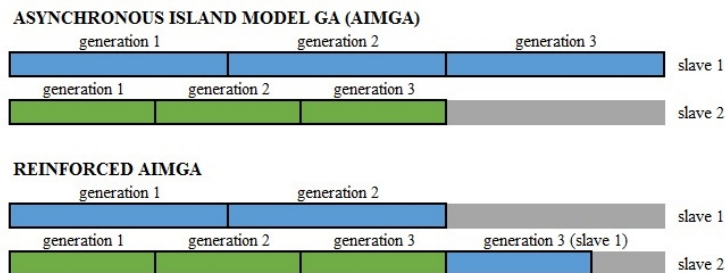 ASYNCHRONOUS ISLAND MODEL GA (AIMGA)
generation 1 generation 2 generation 3
slave 1
generation 1 generation 2 generation 3
slave 2
REINFORCED AIMGA
generation 1 generation 2
slave 1
generation 1 generation 2 generation 3 generation 3 (slave 1)
slave 2